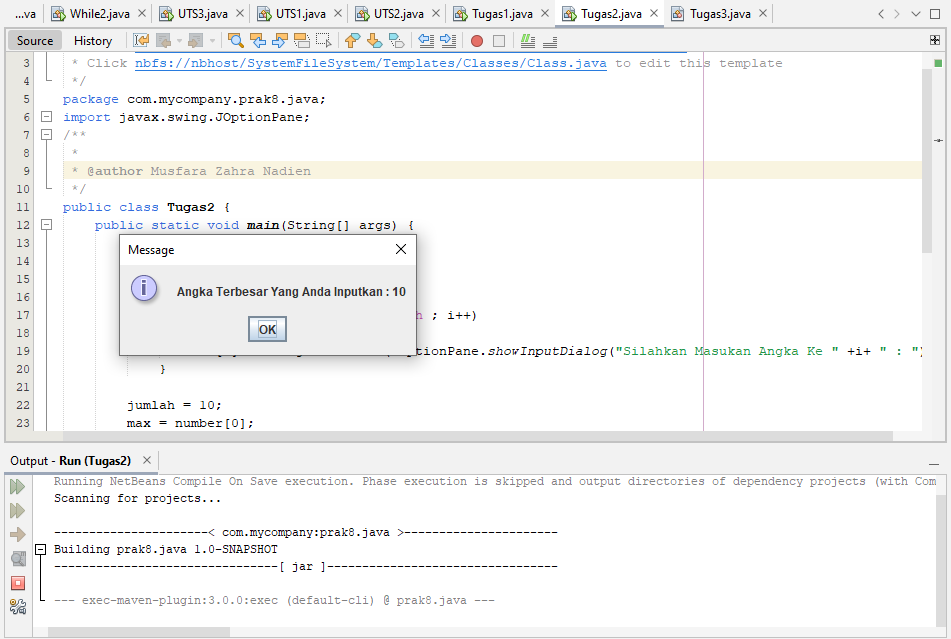 ...va While2.java UTS3.java UTS1.java UTS2.java Tugas1.java Tugas2.java Tugas3.java
Source History
3 * Click nbfs://nbhost/SystemFileSystem/Templates/Classes/Class.java to edit this template
4 */
5 package com.mycompany.prak8.java;
6 import javax.swing.JOptionPane;
7 /**
8 *
9 * @author Musfara Zahra Nadien
10 */
11 public class Tugas2 {
12 public static void main(String[] args) {
13
14
15
16
17 ; i++)
18
19 ptionPane.showInputDialog("Silahkan Masukan Angka Ke " +i+ " : ")
20 }
21
22 jumlah = 10;
23 max = number[0];
Message
Angka Terbesar Yang Anda Inputkan : 10
OK
Output - Run (Tugas2)
Running NetBeans Compile On Save execution. Phase execution is skipped and output directories of dependency projects (with Com
Scanning for projects...
----------------------< com.mycompany:prak8.java >----------------------
Building prak8.java 1.0-SNAPSHOT
--------------------------------[ jar ]---------------------------------
--- exec-maven-plugin:3.0.0:exec (default-cli) @ prak8.java ---